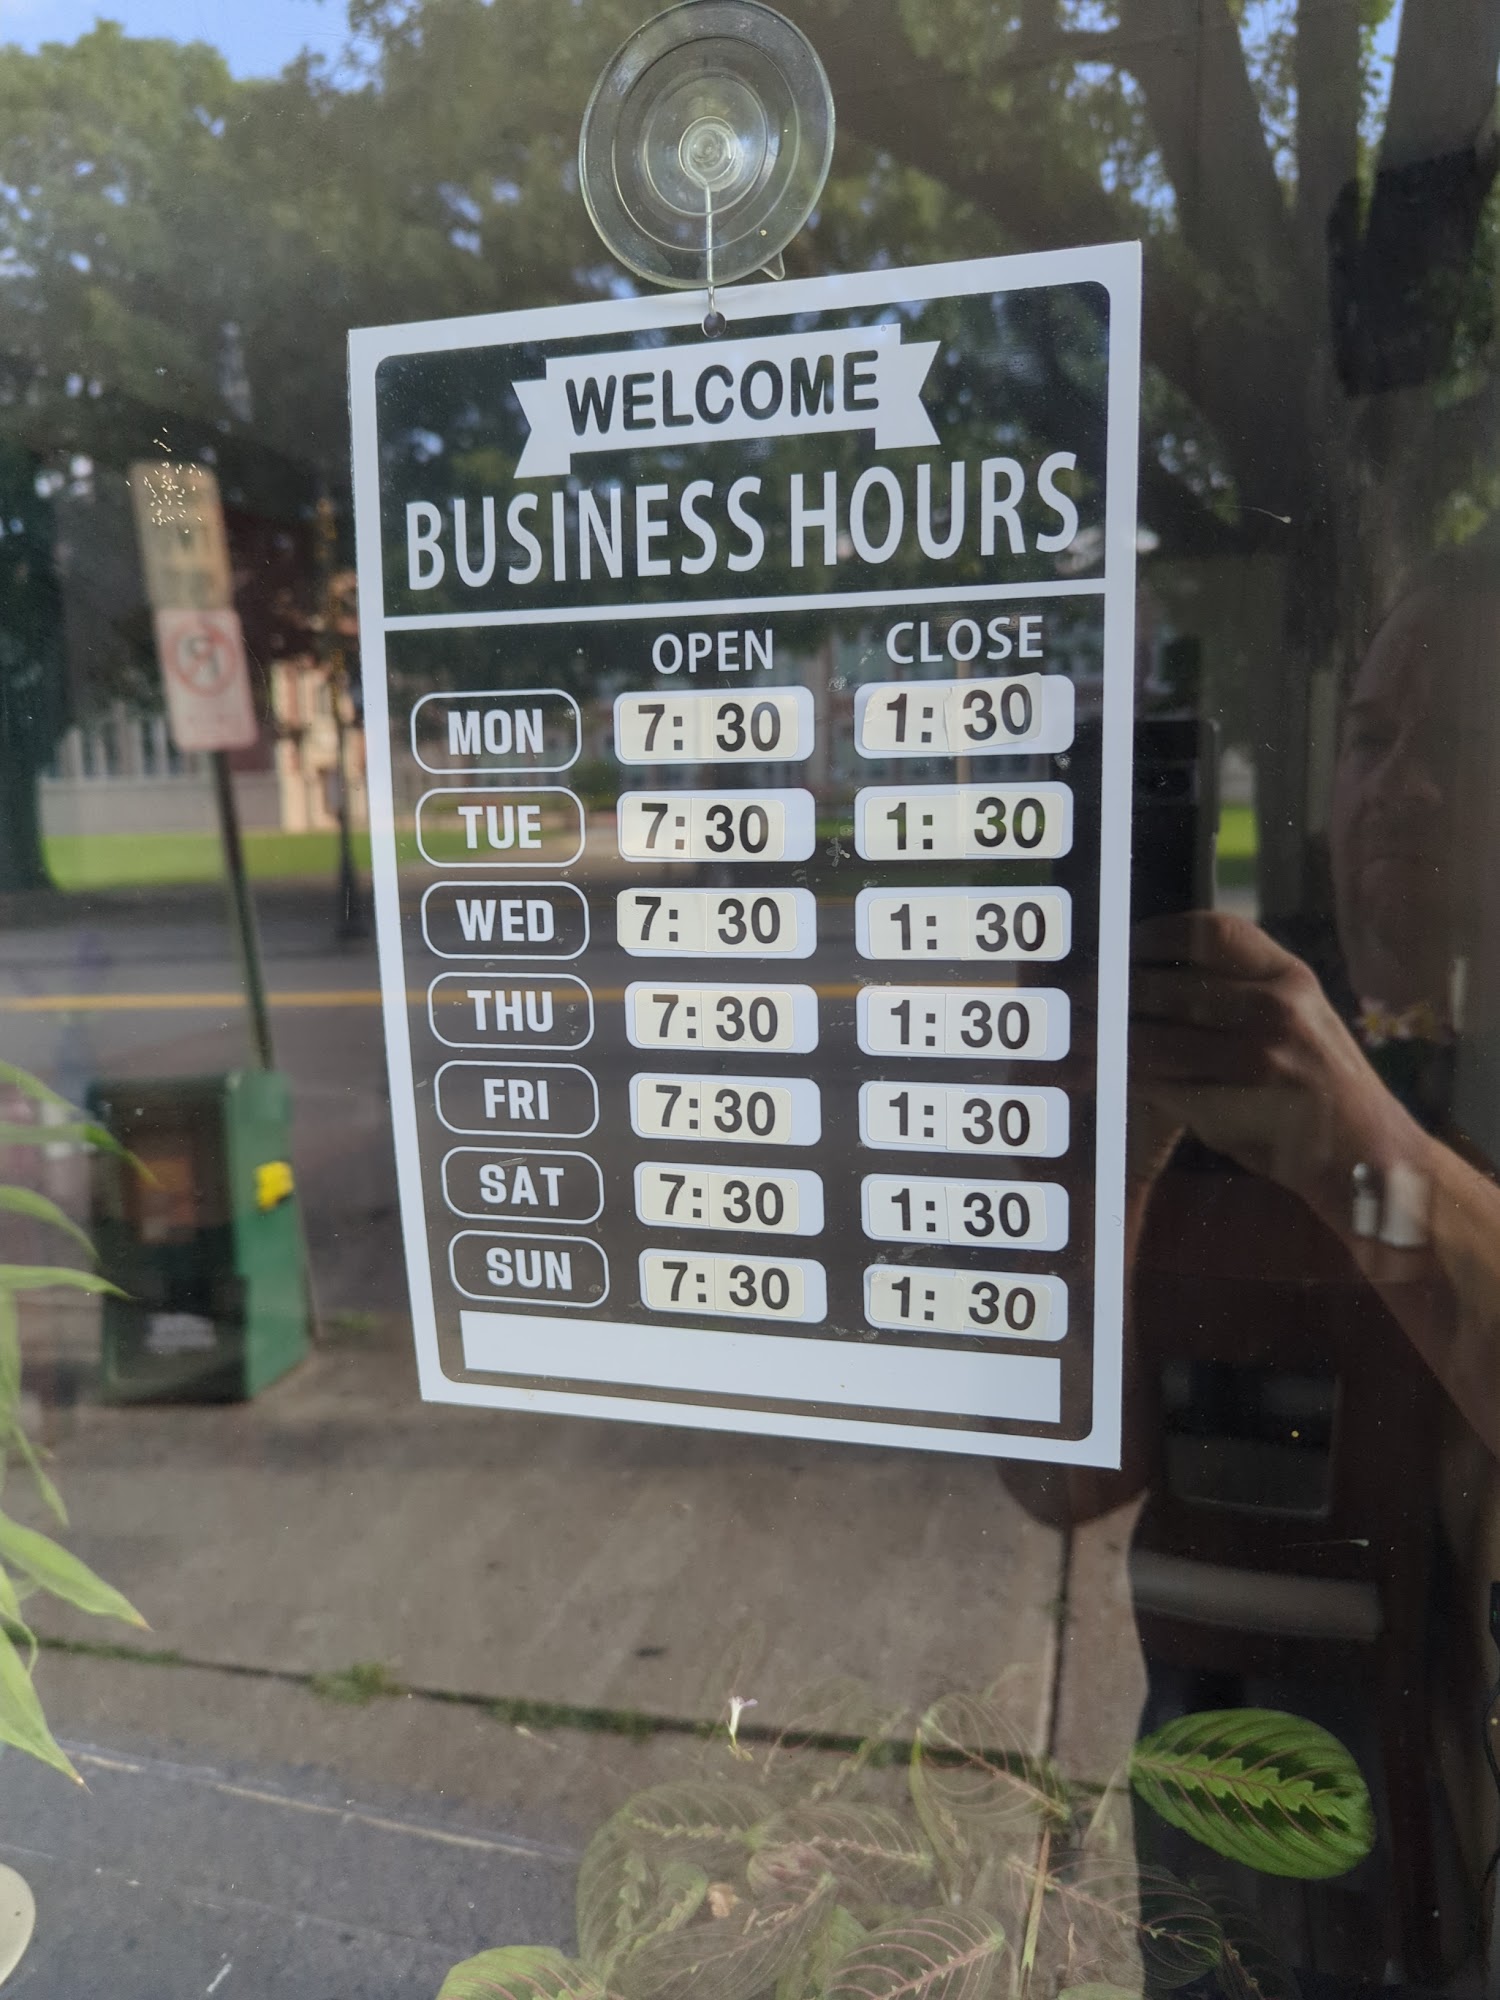 WELCOME
BUSINESS HOURS
OPEN CLOSE
MON 7:30 1:30
TUE 7:30 1:30
WED 7:30 1:30
THU 7:30 1:30
FRI 7:30 1:30
SAT 7:30 1:30
SUN 7:30 1:30